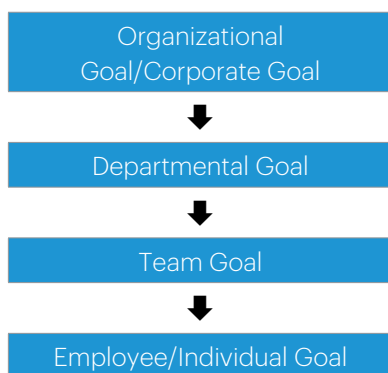 Organizational
Goal/Corporate Goal
Departmental Goal
Team Goal
Employee/Individual Goal